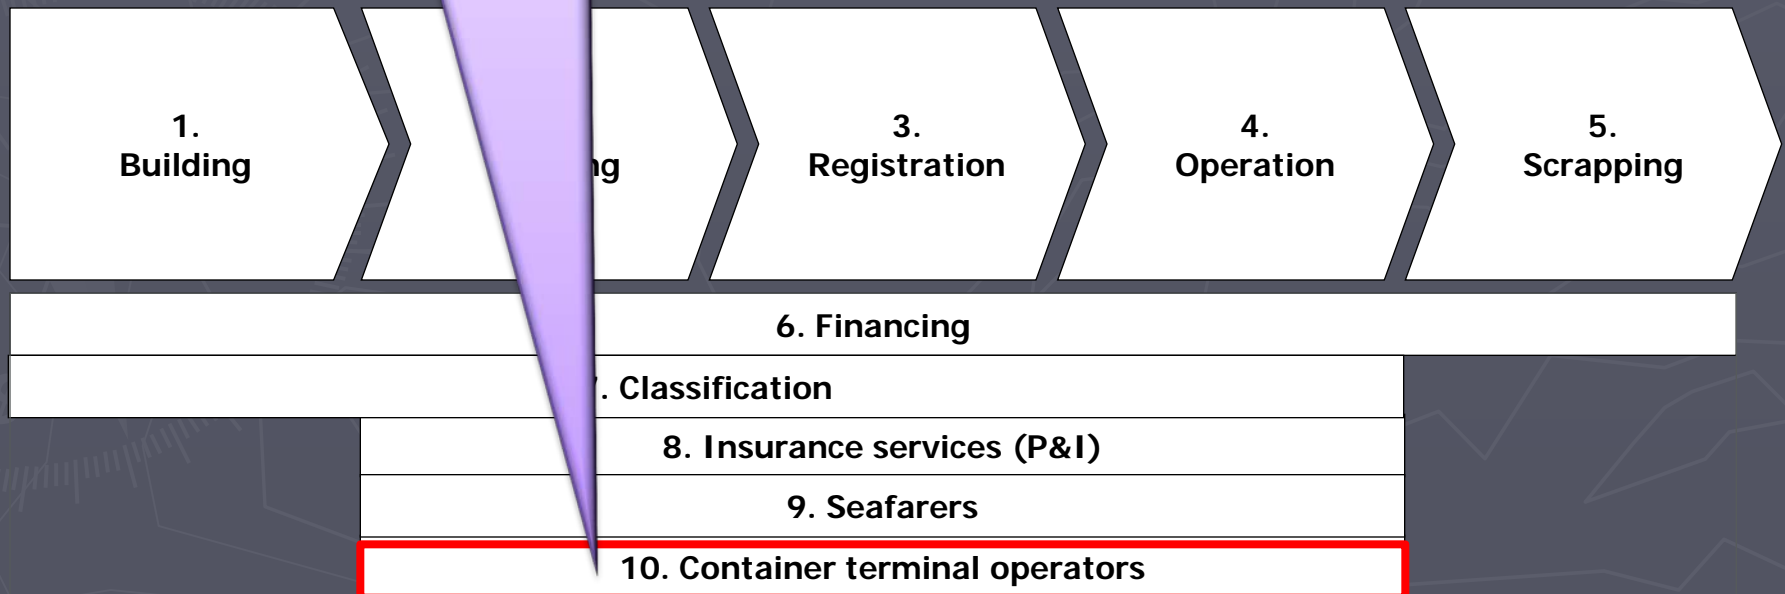 1.
Building
3.
Registration
4.
Operation
5.
Scrapping
6. Financing
. Classification
8. Insurance services (P&I)
9. Seafarers
10. Container terminal operators